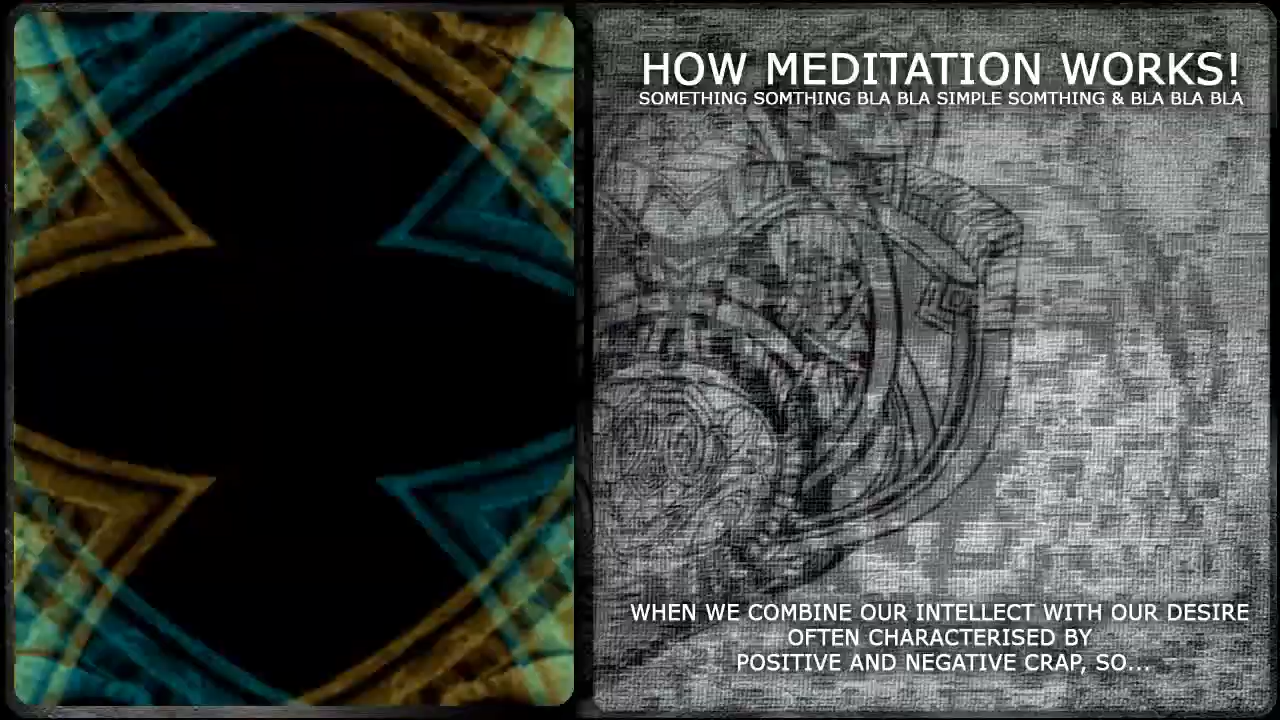 HOW MEDITATION WORKS!
SOMETHING SOMTHING BLA BLA SIMPLE SOMTHING & BLA BLA BLA
WHEN WE COMBINE OUR INTELLECT WITH OUR DESIRE
OFTEN CHARACTERISED BY
POSITIVE AND NEGATIVE CRAP, SO...